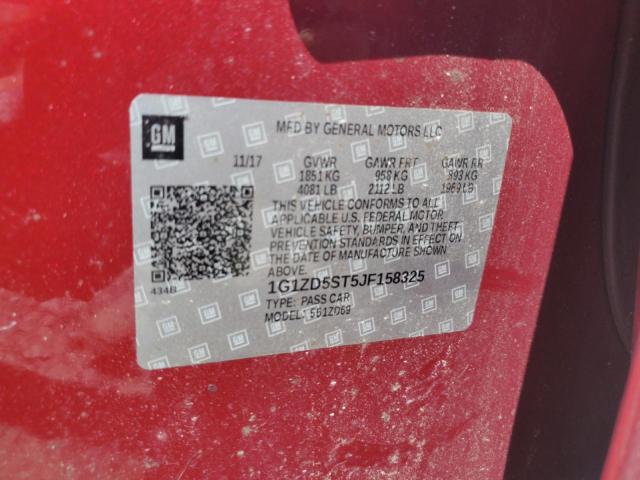 GM
MFD BY GENERAL MOTORS LLC
11/17 GVWR GAWR FRT GAWR RR
1851 KG 958 KG 893 KG
4081 LB 2112 LB 1969 LB
THIS VEHICLE CONFORMS TO ALL
APPLICABLE U.S. FEDERAL MOTOR
VEHICLE SAFETY, BUMPER, AND THEFT
PREVENTION STANDARDS IN EFFECT ON
THE DATE OF MANUFACTURE SHOWN
ABOVE.
434B
1G1ZD5ST5JF158325
TYPE: PASS CAR
MODEL: